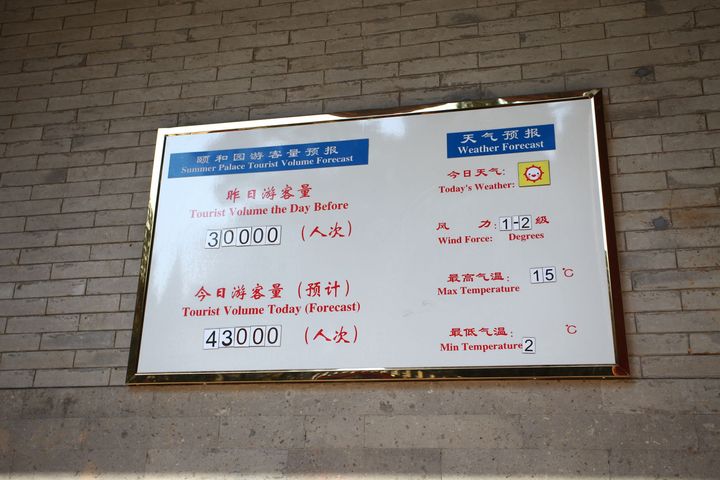 颐和园游客量预报
Summer Palace Tourist Volume Forecast
昨日游客量
Tourist Volume the Day Before
30000 (人次)
今日游客量(预计)
Tourist Volume Today (Forecast)
43000 (人次)
天气预报
Weather Forecast
今日天气:
Today's Weather:
风 力: 1-2 级
Wind Force: Degrees
最高气温: 15 ℃
Max Temperature
最低气温: ℃
Min Temperature 2